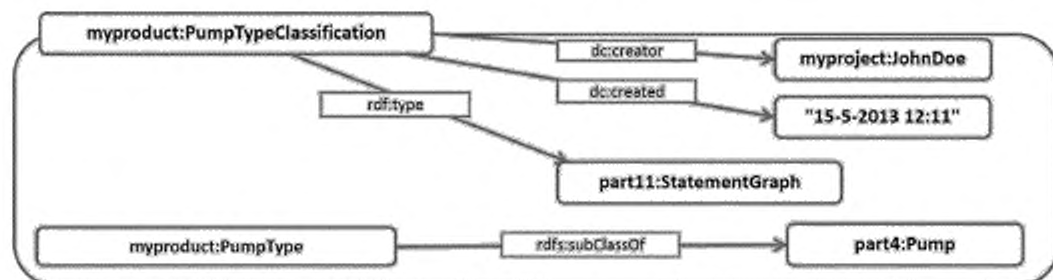 myproduct:PumpTypeClassification
dc:creator
myproject:JohnDoe
dc:created
"15-5-2013 12:11"
rdf:type
part11:StatementGraph
myproduct:PumpType
rdfs:subClassOf
part4:Pump